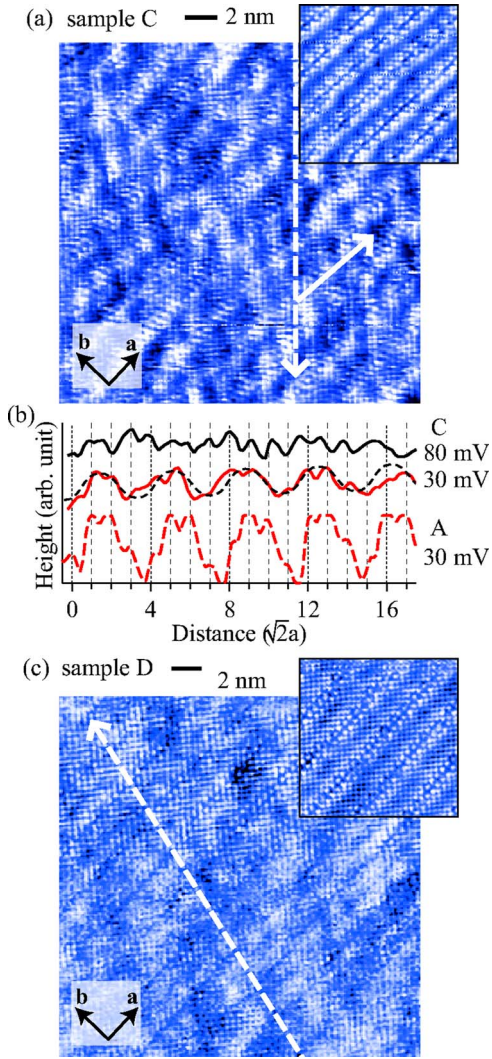 (a) sample C 2 nm
b a
(b)
Height (arb. unit)
C
80 mV
30 mV
A
30 mV
0 4 8 12 16
Distance (√2a)
(c) sample D 2 nm
b a